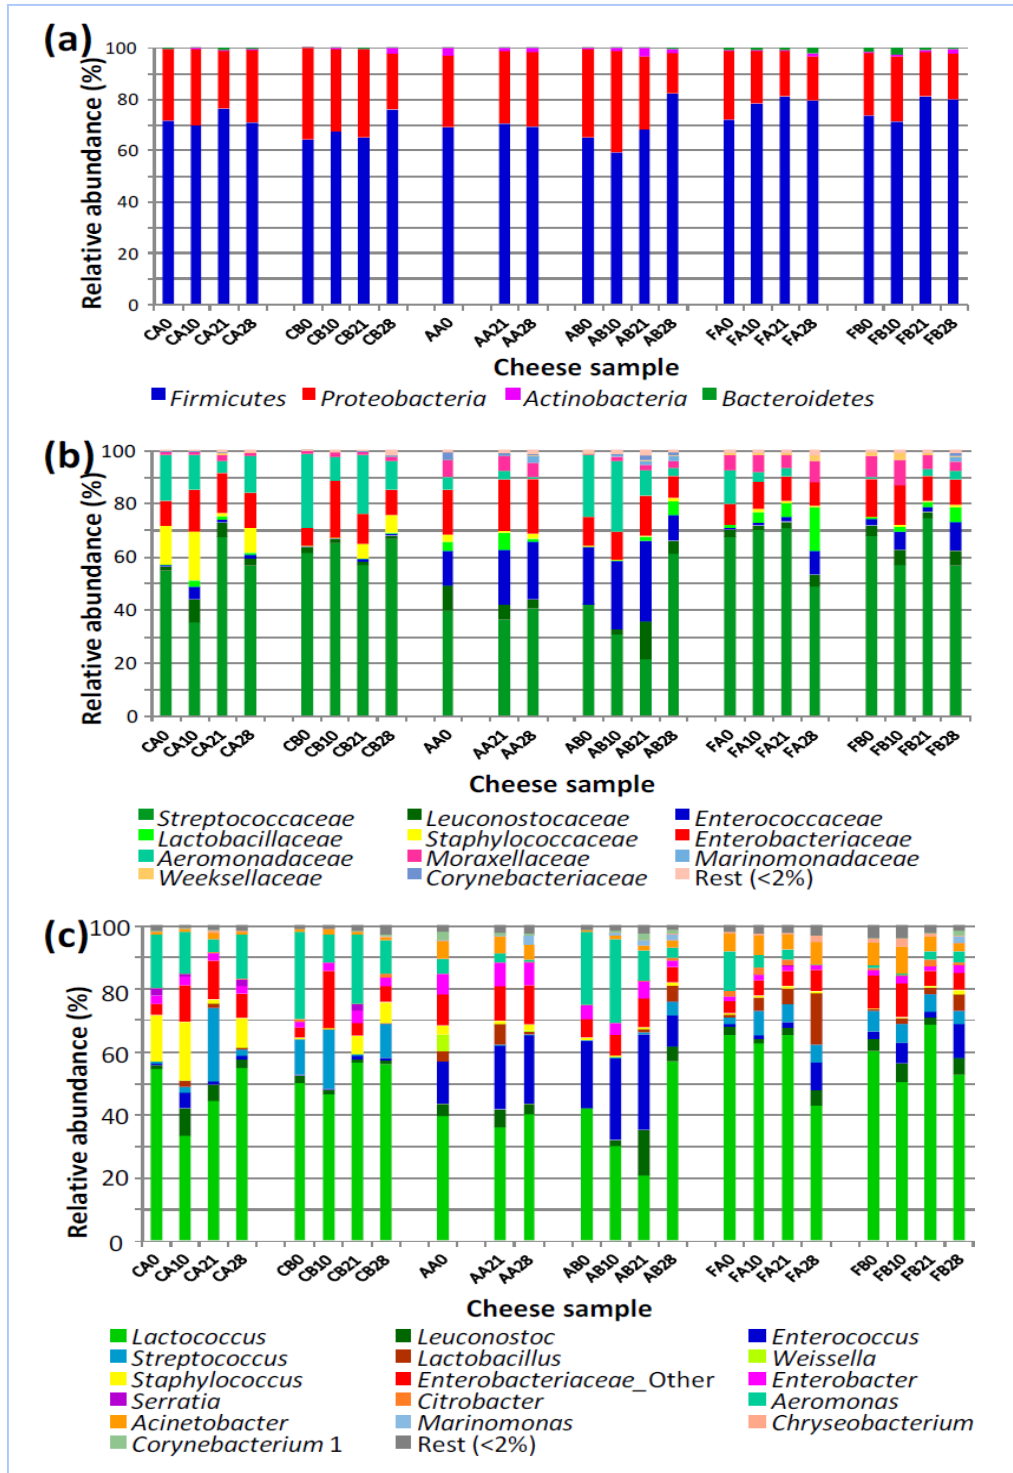 (a)
Relative abundance (%)
100
80
60
40
20
0
CA0 CA10 CA21 CA28 CB0 CB10 CB21 CB28 AA0 AA21 AA28 AB0 AB10 AB21 AB28 FA0 FA10 FA21 FA28 FB0 FB10 FB21 FB28
Cheese sample
Firmicutes Proteobacteria Actinobacteria Bacteroidetes
(b)
Relative abundance (%)
100
80
60
40
20
0
CA0 CA10 CA21 CA28 CB0 CB10 CB21 CB28 AA0 AA21 AA28 AB0 AB10 AB21 AB28 FA0 FA10 FA21 FA28 FB0 FB10 FB21 FB28
Cheese sample
Streptococcaceae Leuconostocaceae Enterococcaceae
Lactobacillaceae Staphylococcaceae Enterobacteriaceae
Aeromonadaceae Moraxellaceae Marinomonadaceae
Weeksellaceae Corynebacteriaceae Rest (<2%)
(c)
Relative abundance (%)
100
80
60
40
20
0
CA0 CA10 CA21 CA28 CB0 CB10 CB21 CB28 AA0 AA21 AA28 AB0 AB10 AB21 AB28 FA0 FA10 FA21 FA28 FB0 FB10 FB21 FB28
Cheese sample
Lactococcus Leuconostoc Enterococcus
Streptococcus Lactobacillus Weissella
Staphylococcus Enterobacteriaceae_Other Enterobacter
Serratia Citrobacter Aeromonas
Acinetobacter Marinomonas Chryseobacterium
Corynebacterium 1 Rest (<2%)